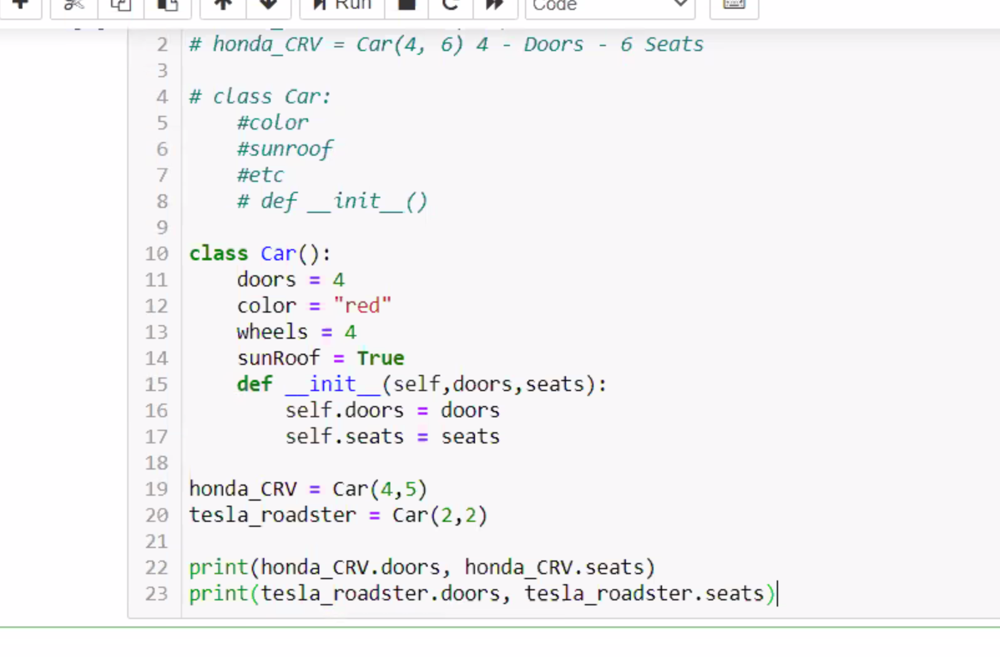 Run
Code
2 # honda_CRV = Car(4, 6) 4 - Doors - 6 Seats
3
4 # class Car:
5     #color
6     #sunroof
7     #etc
8     # def __init__()
9
10 class Car():
11     doors = 4
12     color = "red"
13     wheels = 4
14     sunRoof = True
15     def __init__(self,doors,seats):
16         self.doors = doors
17         self.seats = seats
18
19 honda_CRV = Car(4,5)
20 tesla_roadster = Car(2,2)
21
22 print(honda_CRV.doors, honda_CRV.seats)
23 print(tesla_roadster.doors, tesla_roadster.seats)